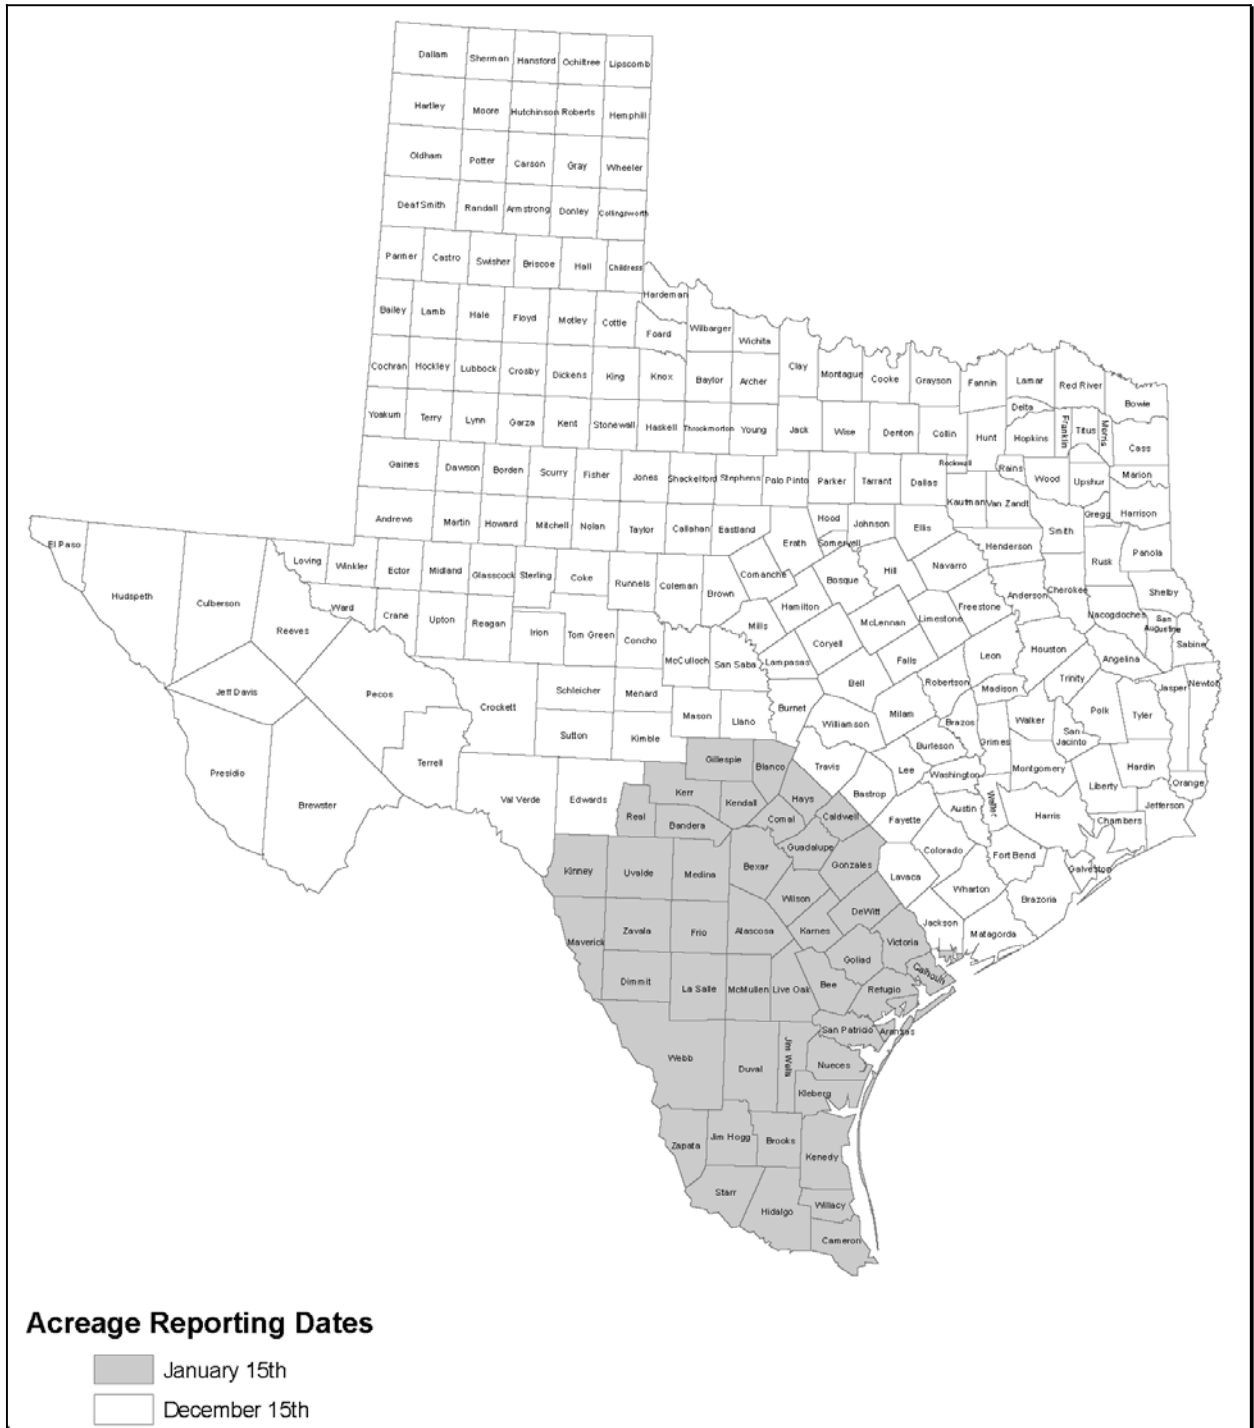 Dallam Sherman Hansford Ochiltree Lipscomb
Hartley Moore Hutchinson Roberts Hemphill
Oldham Potter Carson Gray Wheeler
Deaf Smith Randall Armstrong Donley Collingsworth
Parmer Castro Swisher Briscoe Hall Childress
Hardeman
Bailey Lamb Hale Floyd Motley Cottle Foard Wilbarger Wichita
Cochran Hockley Lubbock Crosby Dickens King Knox Baylor Archer Clay Montague Cooke Grayson Fannin Lamar Red River Bowie
Delta
Yoakum Terry Lynn Garza Kent Stonewall Haskell Throckmorton Young Jack Wise Denton Collin Hunt Hopkins Franklin Titus Morris Cass
Rockwall Rains Marion
Gaines Dawson Borden Scurry Fisher Jones Shackelford Stephens Palo Pinto Parker Tarrant Dallas Wood Upshur
Kaufman Van Zandt Gregg Harrison
Andrews Martin Howard Mitchell Nolan Taylor Callahan Eastland Hood Johnson Ellis Smith
El Paso Erath Somervell Henderson Panola
Loving Winkler Ector Midland Glasscock Sterling Coke Runnels Coleman Brown Comanche Bosque Hill Navarro Rusk
Hudspeth Culberson Ward Anderson Cherokee Shelby
Reeves Crane Upton Reagan Irion Tom Green Concho Mills Hamilton McLennan Limestone Freestone Nacogdoches San Augustine Sabine
McCulloch San Saba Lampasas Coryell Falls Leon Houston Angelina
Jeff Davis Pecos Crockett Schleicher Menard Bell Robertson Madison Trinity Jasper Newton
Mason Llano Burnet Williamson Milam Brazos Grimes Walker San Jacinto Polk Tyler
Sutton Kimble Burleson
Presidio Terrell Gillespie Blanco Travis Lee Washington Montgomery Liberty Hardin Orange
Brewster Val Verde Edwards Kerr Kendall Hays Bastrop Austin Waller Harris Chambers Jefferson
Real Bandera Comal Caldwell Fayette
Guadalupe Colorado Fort Bend Galveston
Kinney Uvalde Medina Bexar Gonzales Lavaca
Wilson Wharton Brazoria
DeWitt
Maverick Zavala Frio Atascosa Karnes Victoria Jackson Matagorda
Goliad Calhoun
Dimmit La Salle McMullen Live Oak Bee Refugio
San Patricio Aransas
Webb Duval Jim Wells Nueces
Kleberg
Zapata Jim Hogg Brooks Kenedy
Starr Hidalgo Willacy
Cameron
Acreage Reporting Dates
January 15th
December 15th